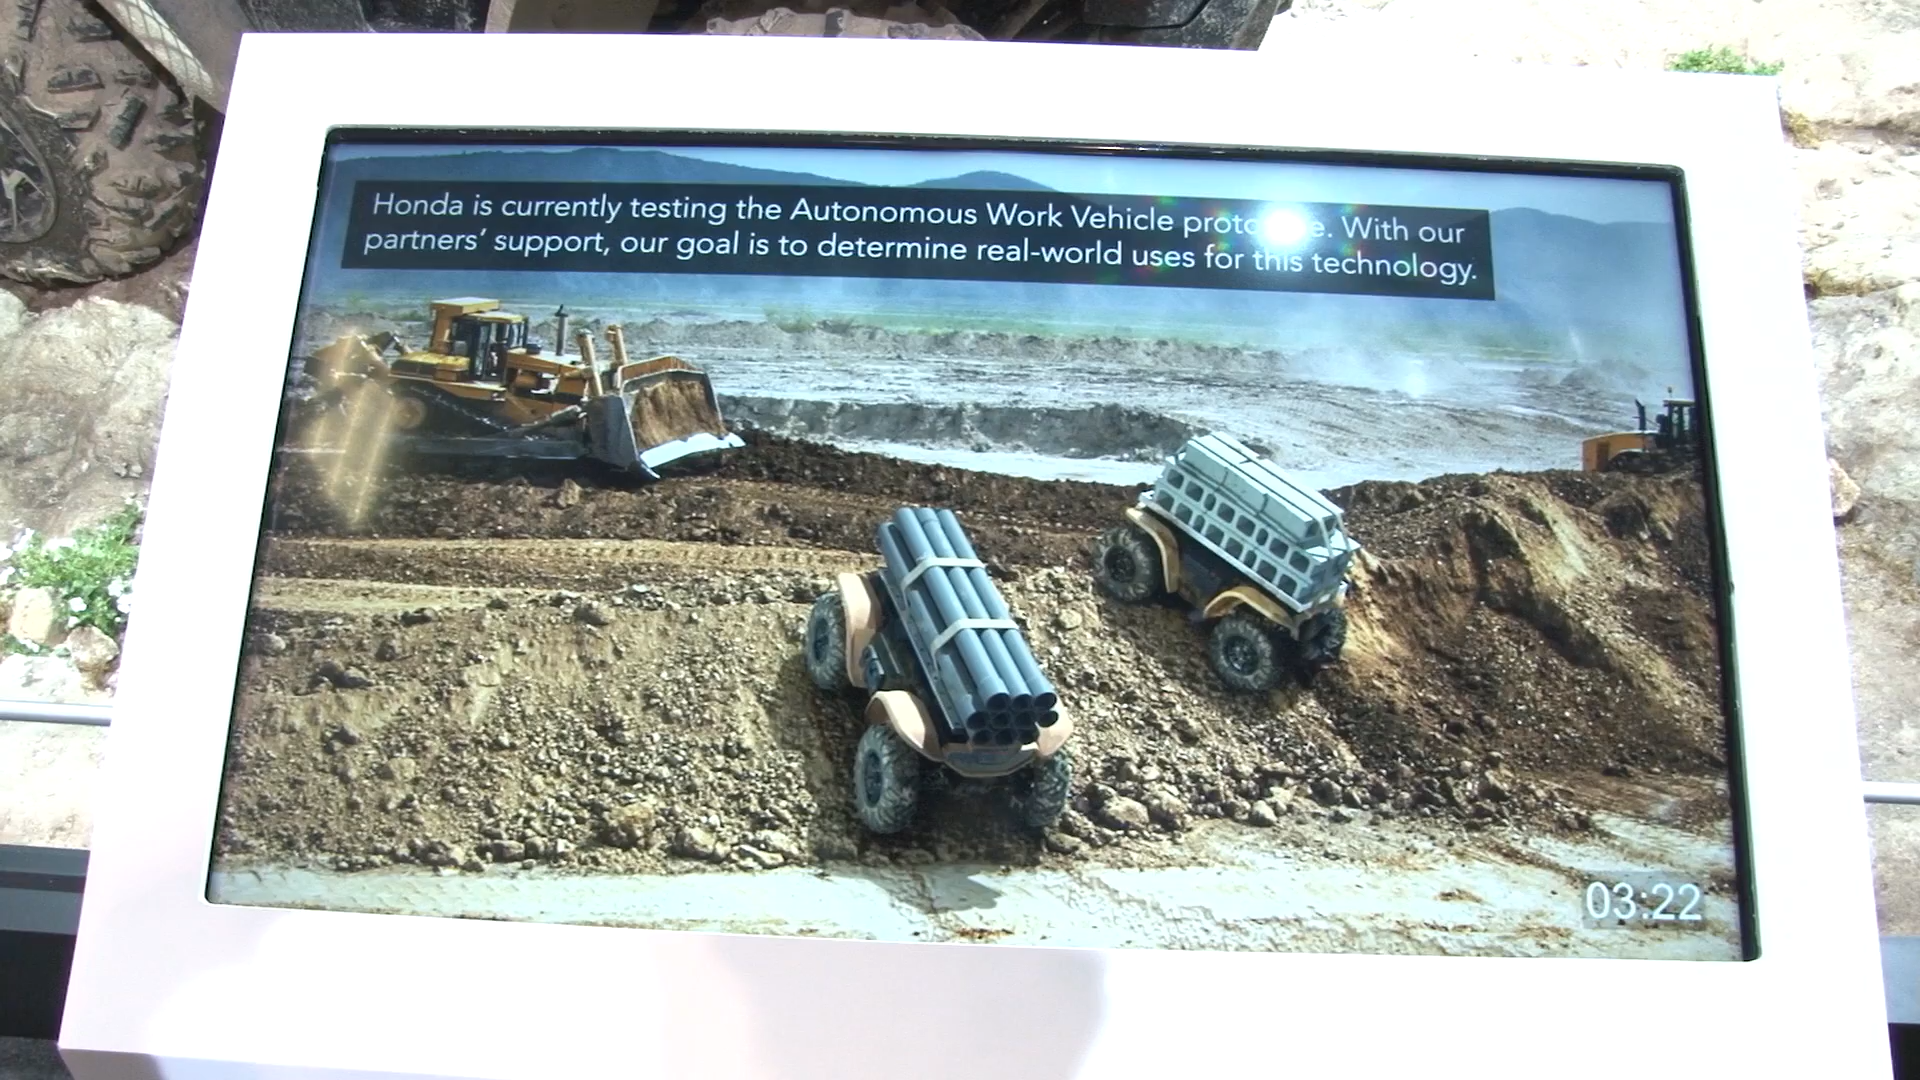 Honda is currently testing the Autonomous Work Vehicle With our
partners' support, our goal is to determine real-world uses for this technology.
03:22